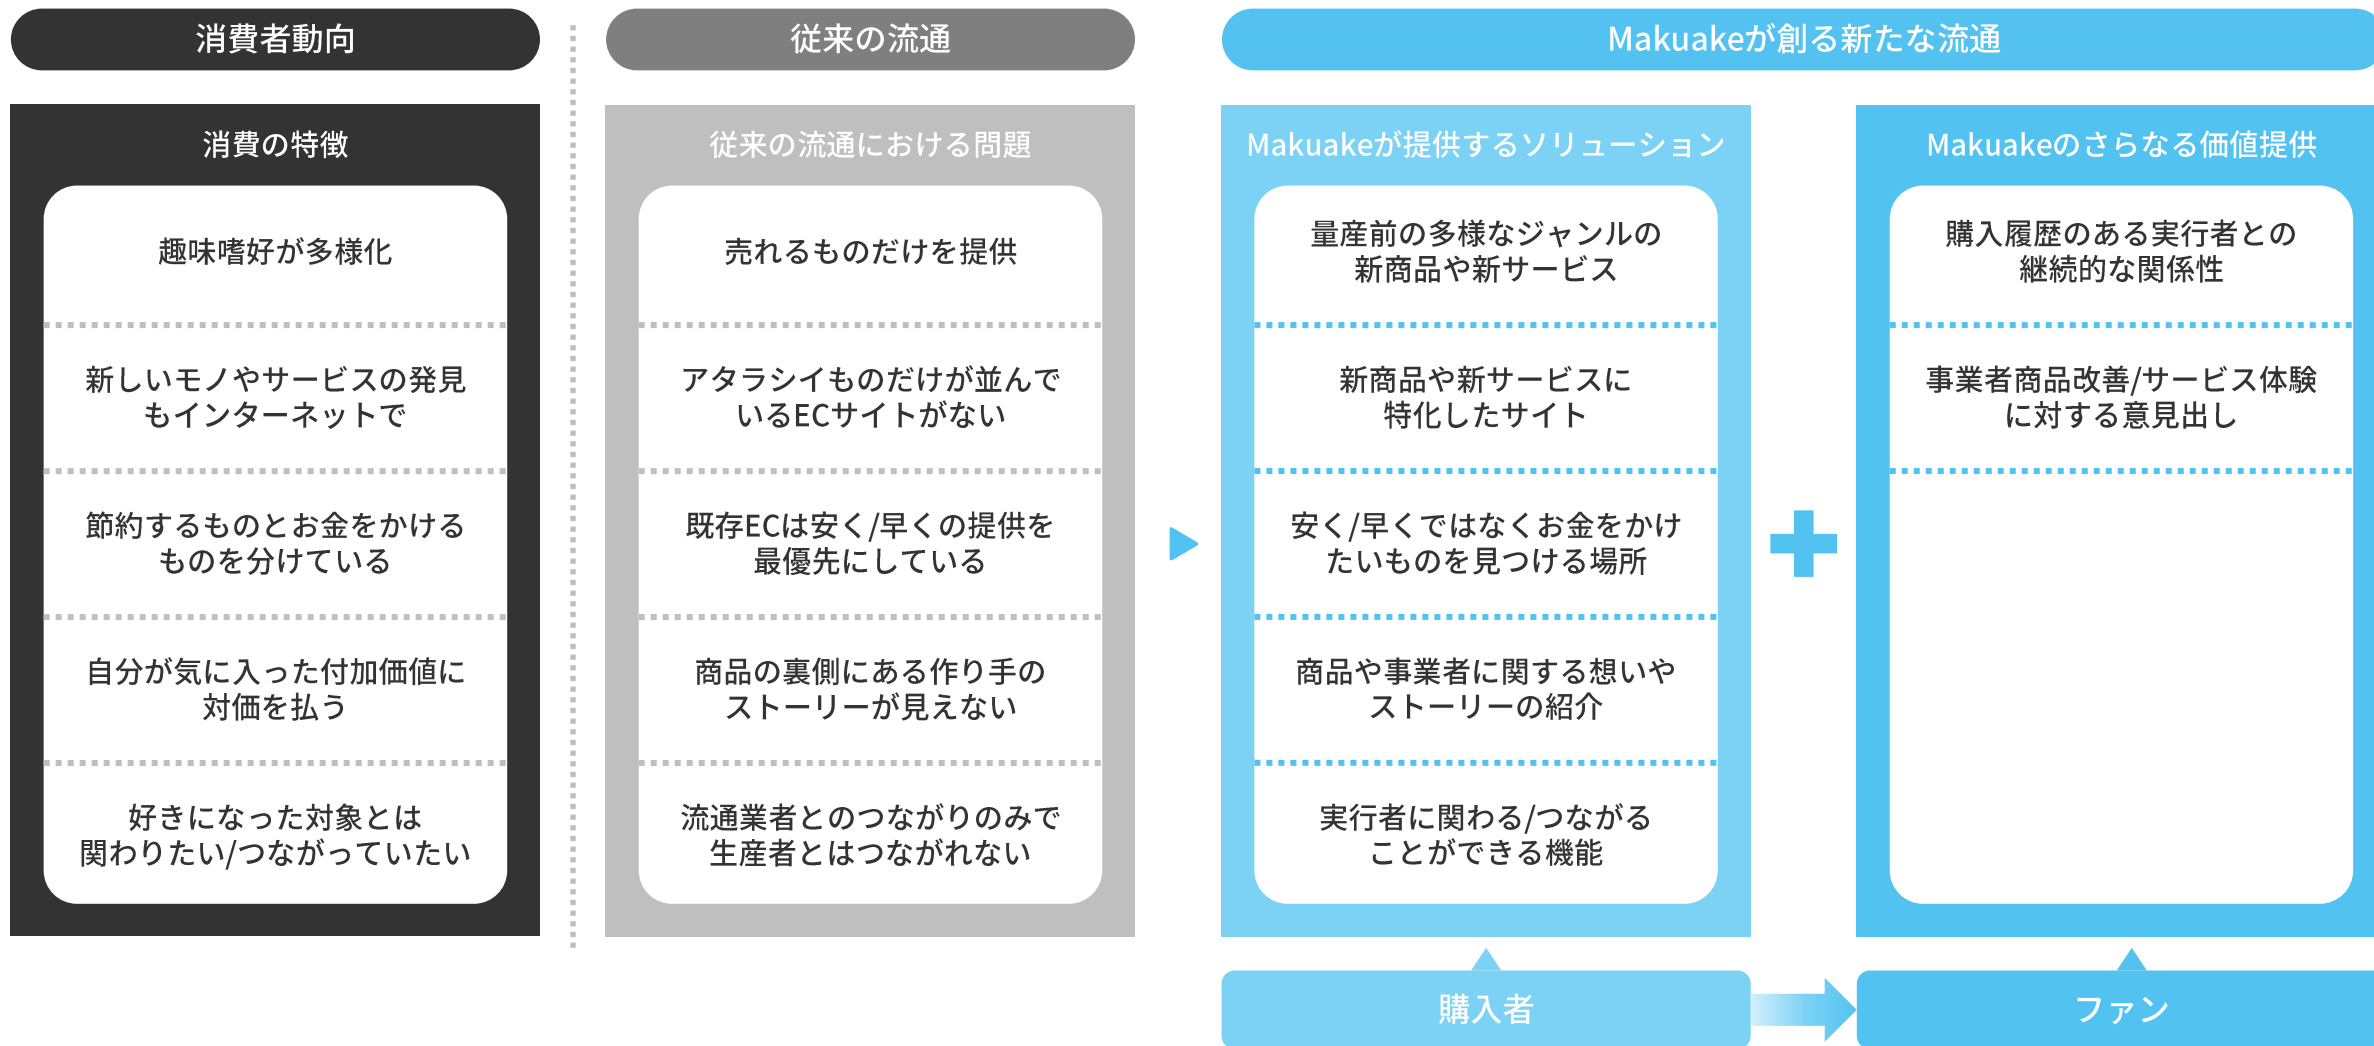 消費者動向
消費の特徴
趣味嗜好が多様化
新しいモノやサービスの発見
もインターネットで
節約するものとお金をかける
ものを分けている
自分が気に入った付加価値に
対価を払う
好きになった対象とは
関わりたい/つながっていたい
従来の流通
従来の流通における問題
売れるものだけを提供
アタラシイものだけが並んで
いるECサイトがない
既存ECは安く/早くの提供を
最優先にしている
商品の裏側にある作り手の
ストーリーが見えない
流通業者とのつながりのみで
生産者とはつながれない
Makuakeが創る新たな流通
Makuakeが提供するソリューション
量産前の多様なジャンルの
新商品や新サービス
新商品や新サービスに
特化したサイト
安く/早くではなくお金をかけ
たいものを見つける場所
商品や事業者に関する想いや
ストーリーの紹介
実行者に関わる/つながる
ことができる機能
購入者
Makuakeのさらなる価値提供
購入履歴のある実行者との
継続的な関係性
事業者商品改善/サービス体験
に対する意見出し
ファン